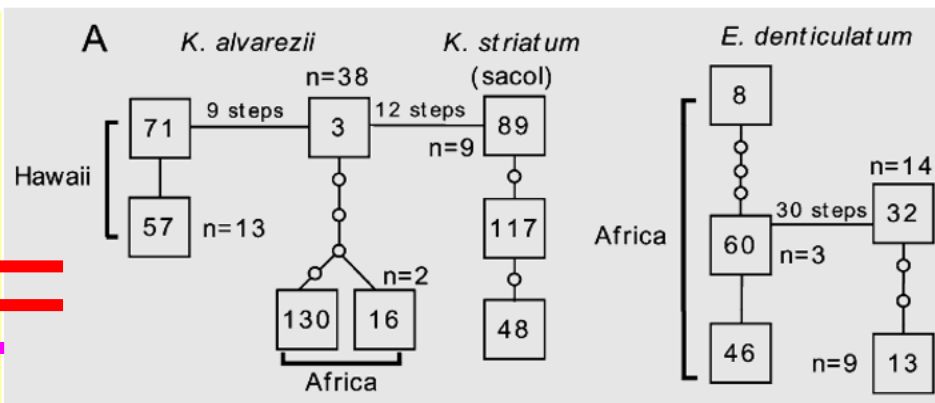 A
K. alvarezii
K. striatum
(sacol)
E. denticulatum
n=38
71
9 steps
3
12 steps
89
n=9
Hawaii
57
n=13
117
130
n=2
16
48
Africa
8
n=14
Africa
60
30 steps
32
n=3
46
n=9
13